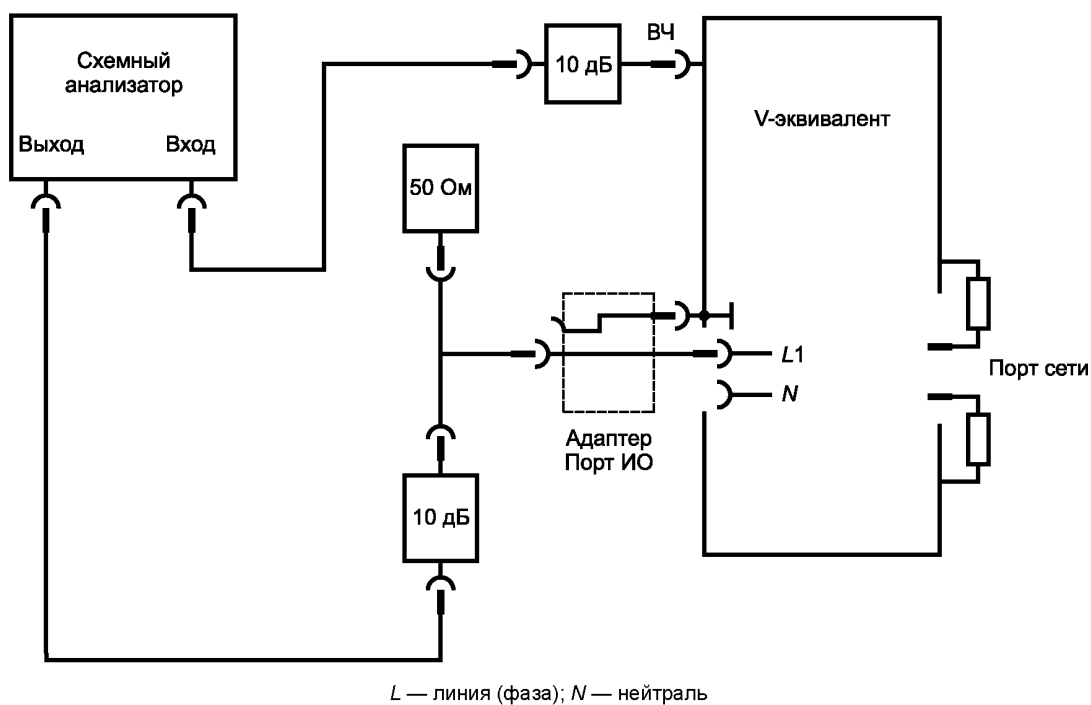 Схемный
анализатор
Выход
Вход
10 дБ
ВЧ
V-эквивалент
50 Ом
L1
N
Порт сети
Адаптер
Порт ИО
10 дБ
L — линия (фаза); N — нейтраль